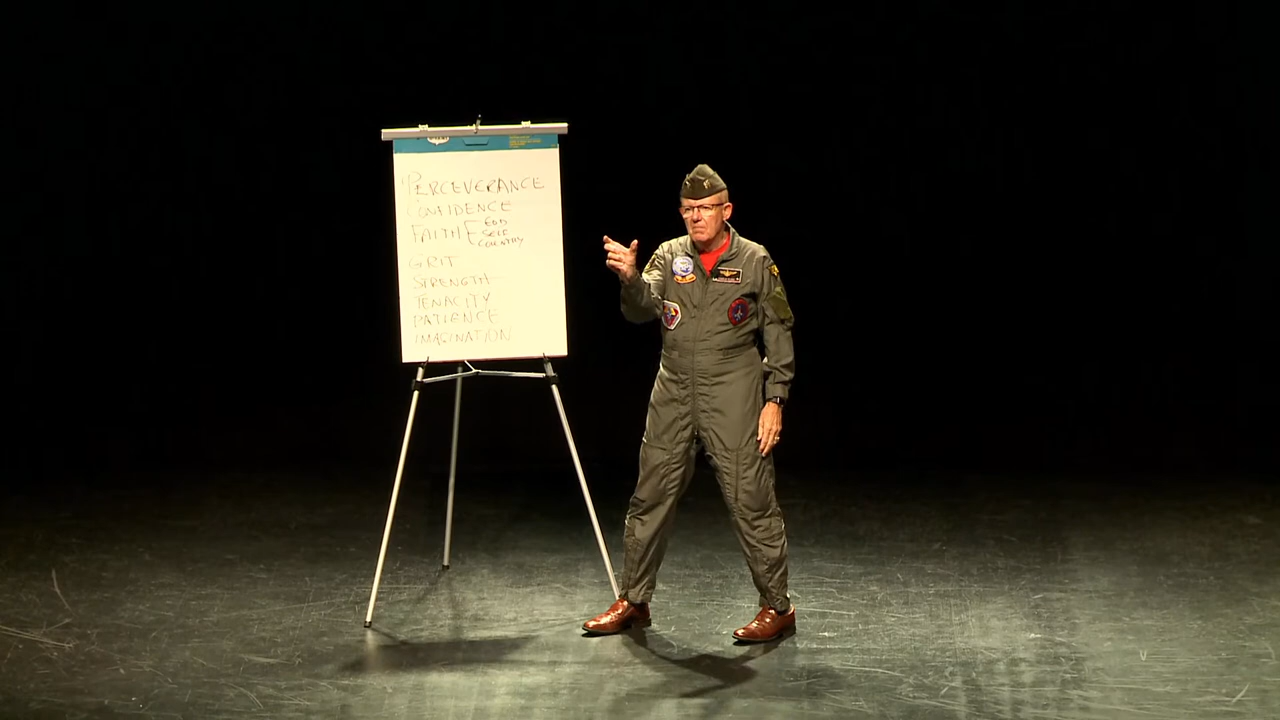 PERCEVERANCE
CONFIDENCE
FAITH GOD
SELF
COUNTRY
GRIT
STRENGTH
TENACITY
PATIENCE
IMAGINATION